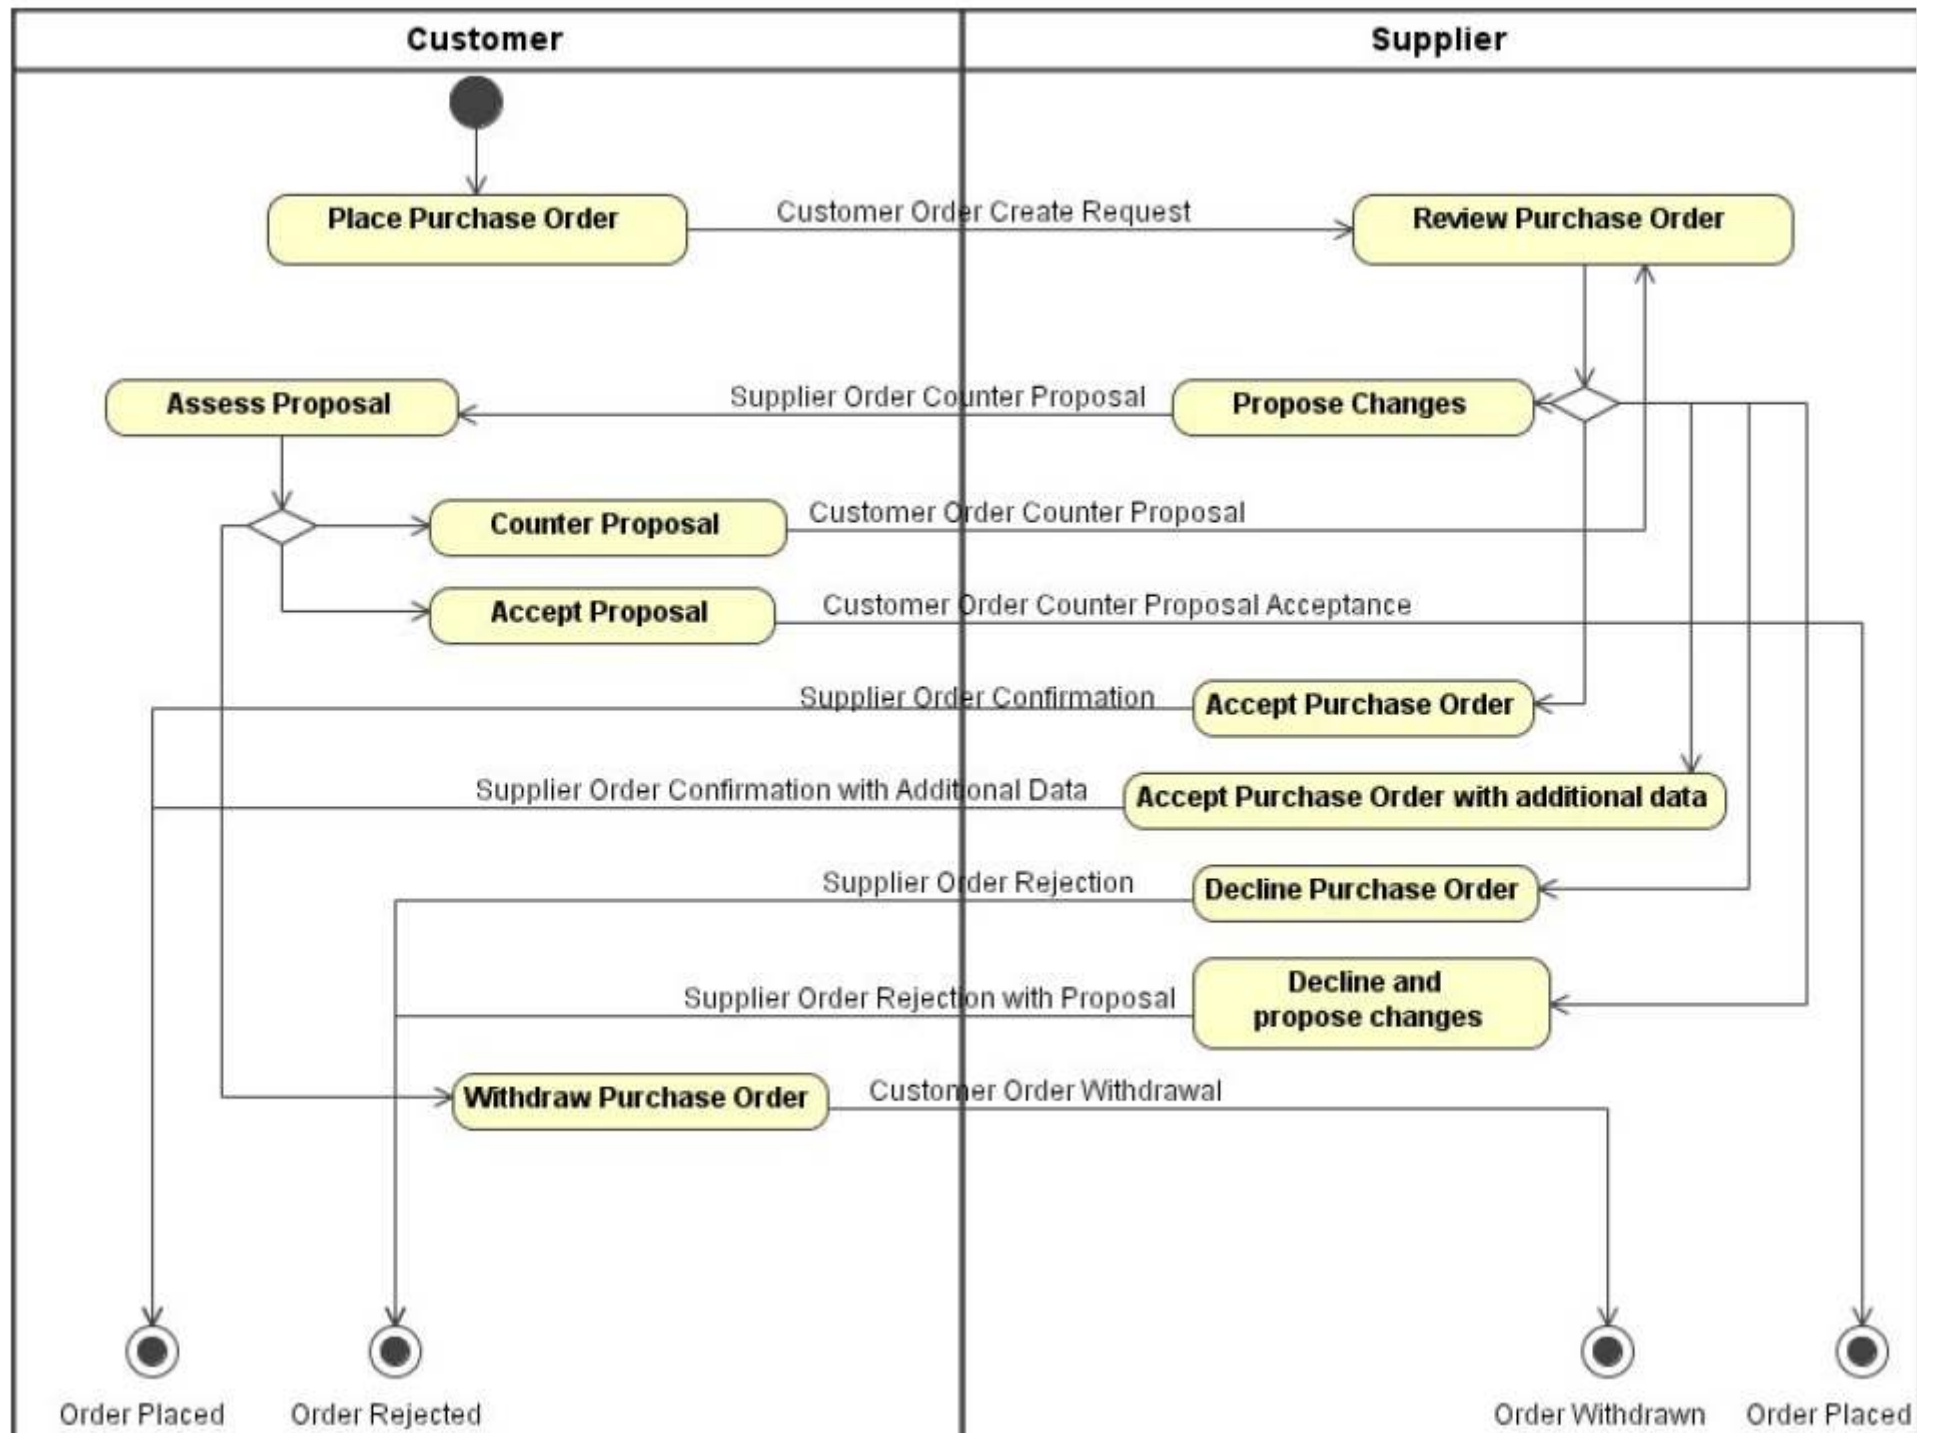 Customer
Supplier
Place Purchase Order
Customer Order Create Request
Review Purchase Order
Assess Proposal
Supplier Order Counter Proposal
Propose Changes
Counter Proposal
Customer Order Counter Proposal
Accept Proposal
Customer Order Counter Proposal Acceptance
Supplier Order Confirmation
Accept Purchase Order
Supplier Order Confirmation with Additional Data
Accept Purchase Order with additional data
Supplier Order Rejection
Decline Purchase Order
Supplier Order Rejection with Proposal
Decline and
propose changes
Withdraw Purchase Order
Customer Order Withdrawal
Order Placed
Order Rejected
Order Withdrawn
Order Placed